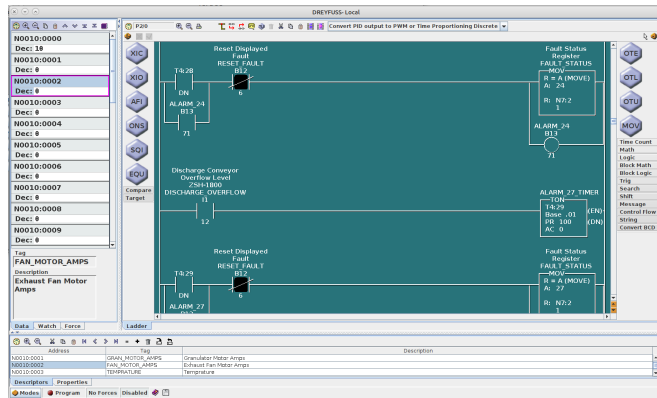 DREYFUSS- Local
P2J0
Convert PID output to PWM or Time Proportioning Discrete
N0010:0000
Dec: 10
N0010:0001
Dec: 0
N0010:0002
Dec: 0
N0010:0003
Dec: 0
N0010:0004
Dec: 0
N0010:0005
Dec: 0
N0010:0006
Dec: 0
N0010:0007
Dec: 0
N0010:0008
Dec: 0
N0010:0009
Dec: 0
Tag
FAN_MOTOR_AMPS
Description
Exhaust Fan Motor
Amps
Data Watch Force
XIC
XIO
AFI
ONS
SQI
EQU
Compare
Target
Reset Displayed
Fault
RESET_FAULT
T4:28 B12
DN 6
ALARM_24
B13
71
Fault Status
Register
FAULT_STATUS
MOV
R = A (MOVE)
A: 24
R: N7:2
1
ALARM_24
B13
71
Discharge Conveyor
Overflow Level
ZSH-1800
DISCHARGE_OVERFLOW
I1
12
ALARM_27_TIMER
TON
T4:29
Base .01 (EN)
PR 100 (DN)
AC 0
Reset Displayed
Fault
RESET_FAULT
T4:29 B12
DN 6
ALARM_27
Fault Status
Register
FAULT_STATUS
MOV
R = A (MOVE)
A: 27
R: N7:2
1
OTE
OTL
OTU
MOV
Time Count
Math
Logic
Block Math
Block Logic
Trig
Search
Shift
Message
Control Flow
String
Convert BCD
Ladder
Address Tag Description
N0010:0001 GRAN_MOTOR_AMPS Granulator Motor Amps
N0010:0002 FAN_MOTOR_AMPS Exhaust Fan Motor Amps
N0010:0003 TEMPRATURE Temprature
Descriptors Properties
Modes Program No Forces Disabled